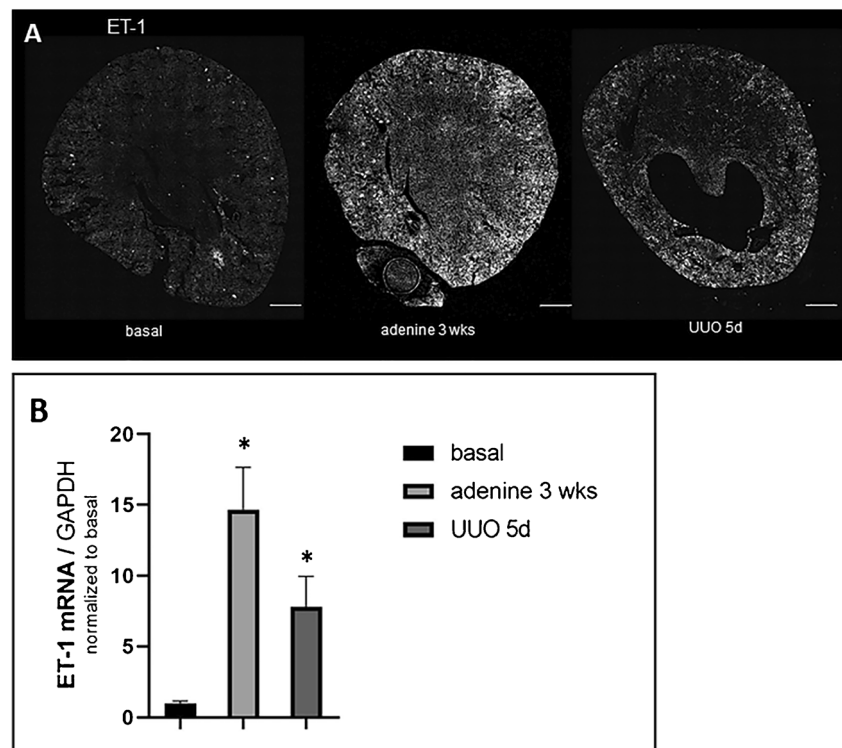 A
ET-1
basal
adenine 3 wks
UUO 5d
B
ET-1 mRNA / GAPDH
normalized to basal
20
15
10
5
0
*
*
basal
adenine 3 wks
UUO 5d